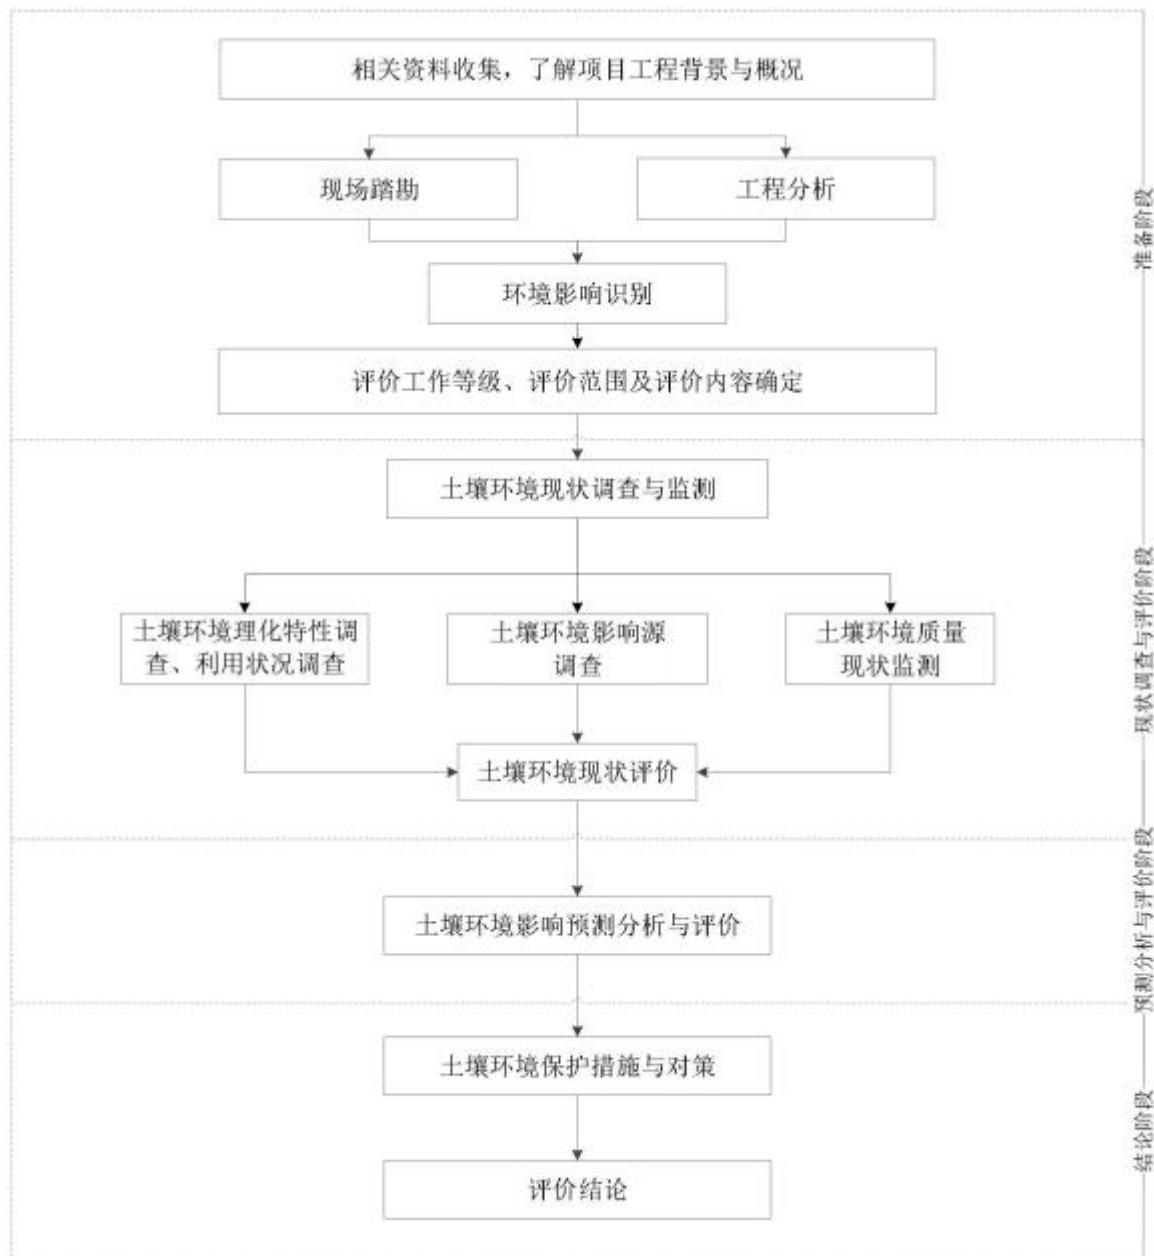 相关资料收集，了解项目工程背景与概况
现场踏勘
工程分析
环境影响识别
评价工作等级、评价范围及评价内容确定
准备阶段
土壤环境现状调查与监测
土壤环境理化特性调
查、利用状况调查
土壤环境影响源
调查
土壤环境质量
现状监测
土壤环境现状评价
现状调查与评价阶段
土壤环境影响预测分析与评价
预测分析与评价阶段
土壤环境保护措施与对策
评价结论
结论阶段